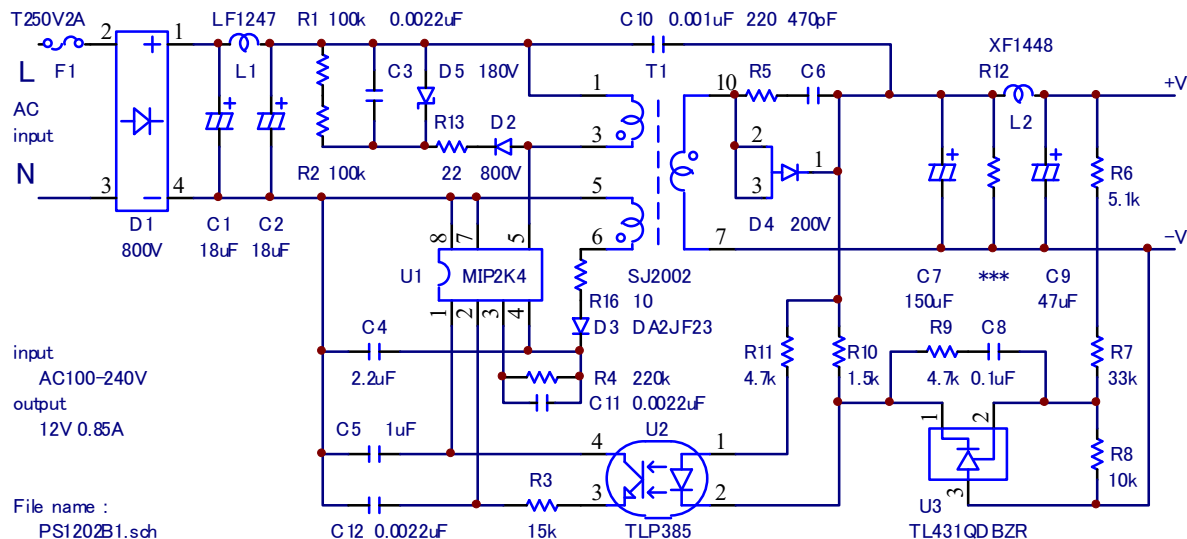 T250V2A LF1247 R1 100k 0.0022uF C10 0.001uF 220 470pF
2 1 XF1448
L F1 L1 C3 D5 180V T1 R5 C6 R12 +V
1 10
AC
input
R13 D2 2 L2
3 1
N R2 100k 22 800V 3 R6
3 4 5 5.1k
D1 C1 C2 D4 200V
800V 18uF 18uF 8 7 5 6 7 -V
U1 MIP2K4 SJ2002 C7 *** C9
R16 10 150uF 47uF
1 2 3 4
C4 D3 DA2JF23 R9 C8
input R11 R10 R7
AC100-240V 2.2uF R4 220k 4.7k 1.5k 4.7k 0.1uF 33k
output C11 0.0022uF
12V 0.85A 1 2
C5 1uF U2
4 1 R8
R3 3 2 10k
3
File name : U3
PS1202B1.sch C12 0.0022uF 15k TLP385 TL431QDBZR